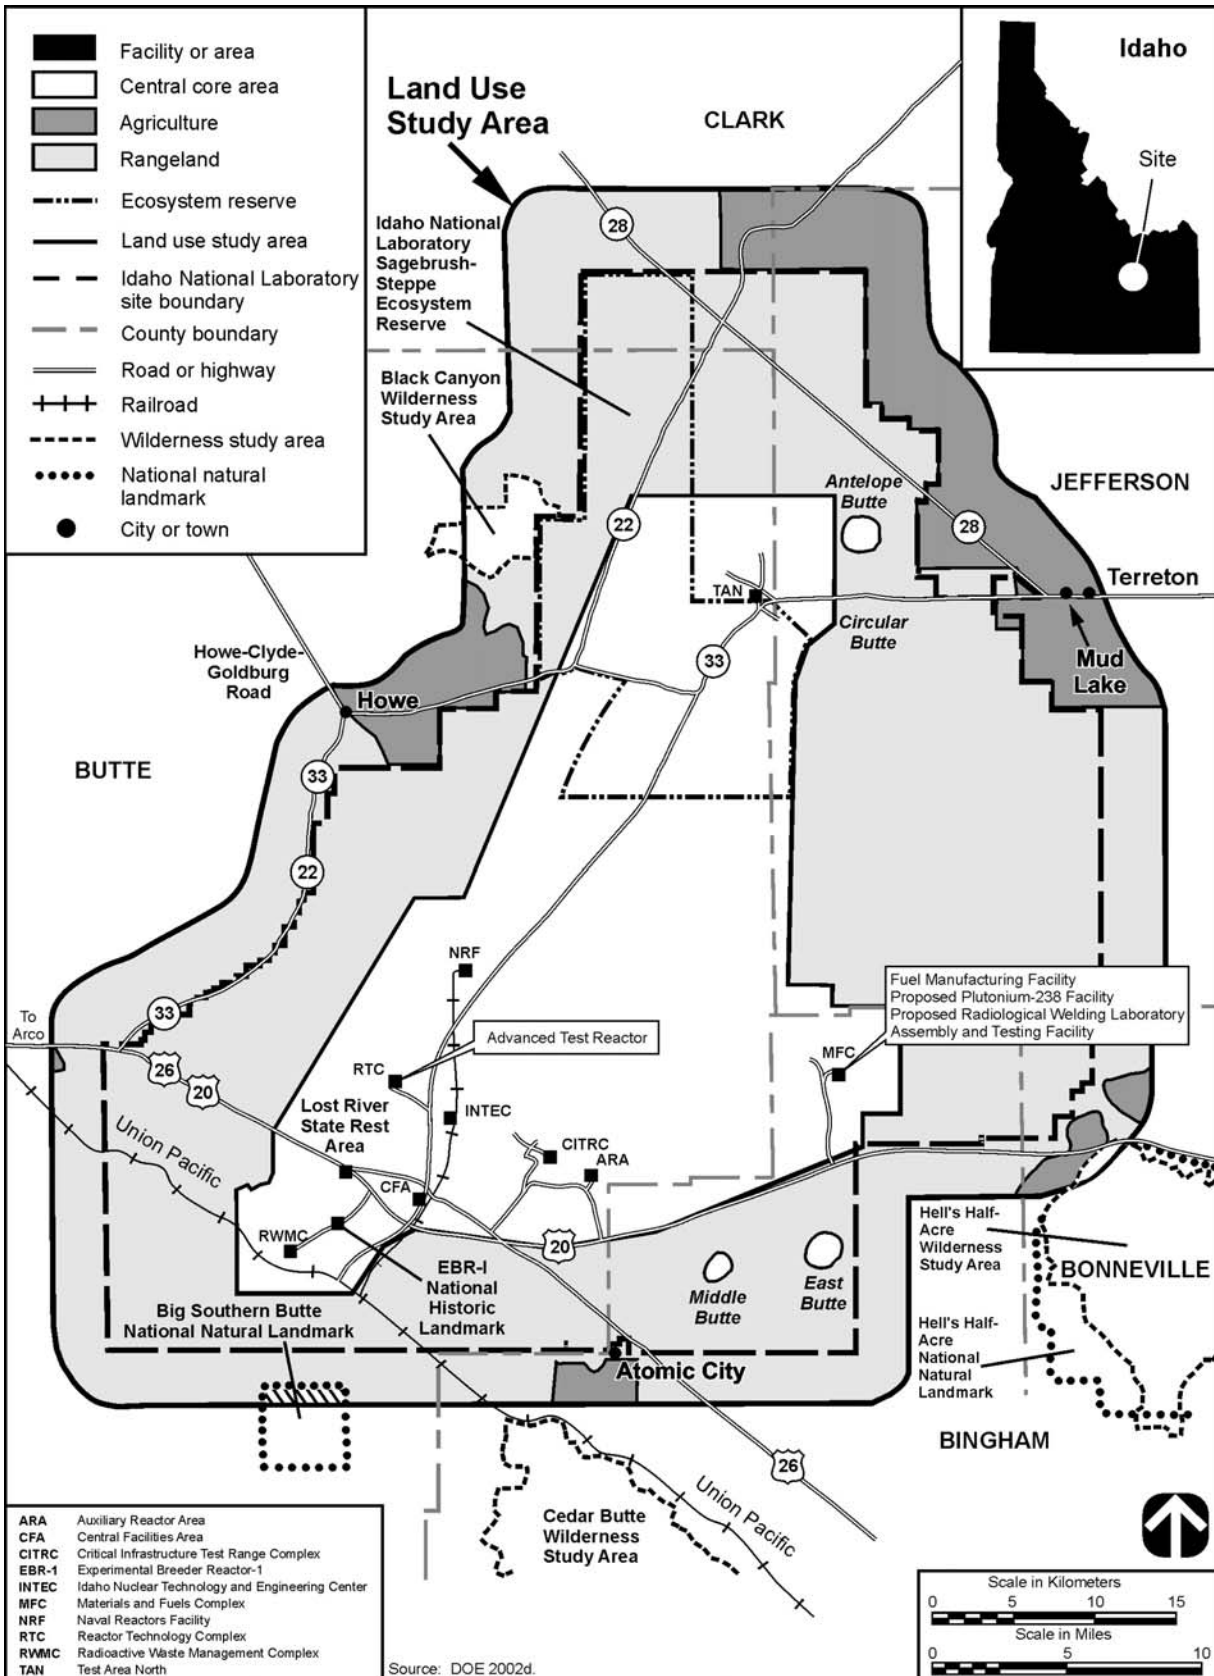 Facility or area
Central core area
Agriculture
Rangeland
Ecosystem reserve
Land use study area
Idaho National Laboratory
site boundary
County boundary
Road or highway
Railroad
Wilderness study area
National natural
landmark
City or town
Land Use
Study Area
CLARK
Idaho
Site
28
Idaho National
Laboratory
Sagebrush-
Steppe
Ecosystem
Reserve
Black Canyon
Wilderness
Study Area
JEFFERSON
Antelope
Butte
22
28
TAN
Terreton
Circular
Butte
Mud
Lake
33
Howe-Clyde-
Goldburg
Road
Howe
BUTTE
33
22
NRF
Fuel Manufacturing Facility
Proposed Plutonium-238 Facility
Proposed Radiological Welding Laboratory
Assembly and Testing Facility
To
Arco
33
Advanced Test Reactor
MFC
26
20
RTC
Lost River
State Rest
Area
INTEC
Union Pacific
CITRC
ARA
CFA
RWMC
20
EBR-I
National
Historic
Landmark
Middle
Butte
East
Butte
Hell's Half-
Acre
Wilderness
Study Area
BONNEVILLE
Big Southern Butte
National Natural Landmark
Hell's Half-
Acre
National
Natural
Landmark
Atomic City
BINGHAM
26
Union Pacific
Cedar Butte
Wilderness
Study Area
ARA Auxiliary Reactor Area
CFA Central Facilities Area
CITRC Critical Infrastructure Test Range Complex
EBR-1 Experimental Breeder Reactor-1
INTEC Idaho Nuclear Technology and Engineering Center
MFC Materials and Fuels Complex
NRF Naval Reactors Facility
RTC Reactor Technology Complex
RWMC Radioactive Waste Management Complex
TAN Test Area North
Source: DOE 2002d.
Scale in Kilometers
0 5 10 15
Scale in Miles
0 5 10